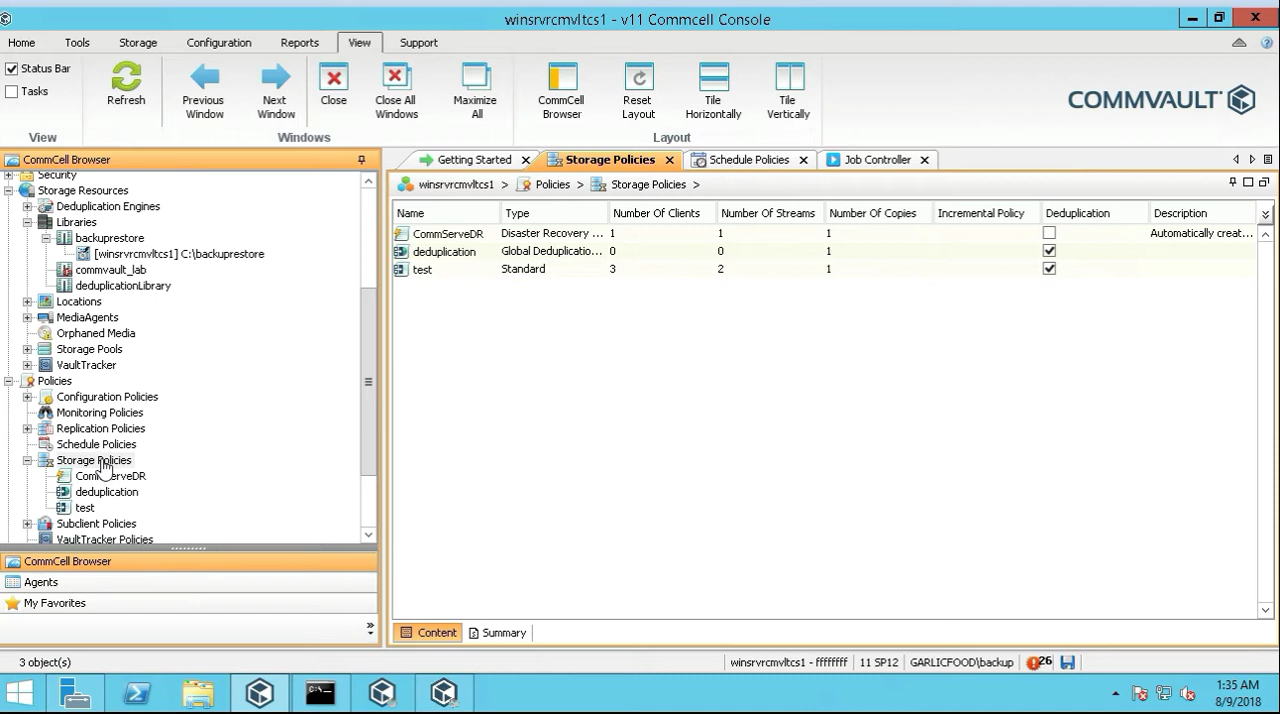 winsrvrcmvltcs1 - v11 Commcell Console
Home Tools Storage Configuration Reports View Support
Status Bar
Tasks
View
Refresh
Previous Window
Next Window
Close
Close All Windows
Maximize All
Windows
CommCell Browser
Reset Layout
Tile Horizontally
Tile Vertically
Layout
COMMVAULT
CommCell Browser
Security
Storage Resources
Deduplication Engines
Libraries
backuprestore
[winsrvrcmvltcs1] C:\backuprestore
commvault_lab
deduplicationLibrary
Locations
MediaAgents
Orphaned Media
Storage Pools
VaultTracker
Policies
Configuration Policies
Monitoring Policies
Replication Policies
Schedule Policies
Storage Policies
CommServeDR
deduplication
test
Subclient Policies
VaultTracker Policies
CommCell Browser
Agents
My Favorites
Getting Started Storage Policies Schedule Policies Job Controller
winsrvrcmvltcs1 > Policies > Storage Policies >
Name Type Number Of Clients Number Of Streams Number Of Copies Incremental Policy Deduplication Description
CommServeDR Disaster Recovery ... 1 1 1 Automatically creat...
deduplication Global Deduplicatio... 0 0 1
test Standard 3 2 1
Content Summary
3 object(s)
winsrvrcmvltcs1 - ffffffff 11 SP12 GARLICFOOD\backup 26
1:35 AM
8/9/2018